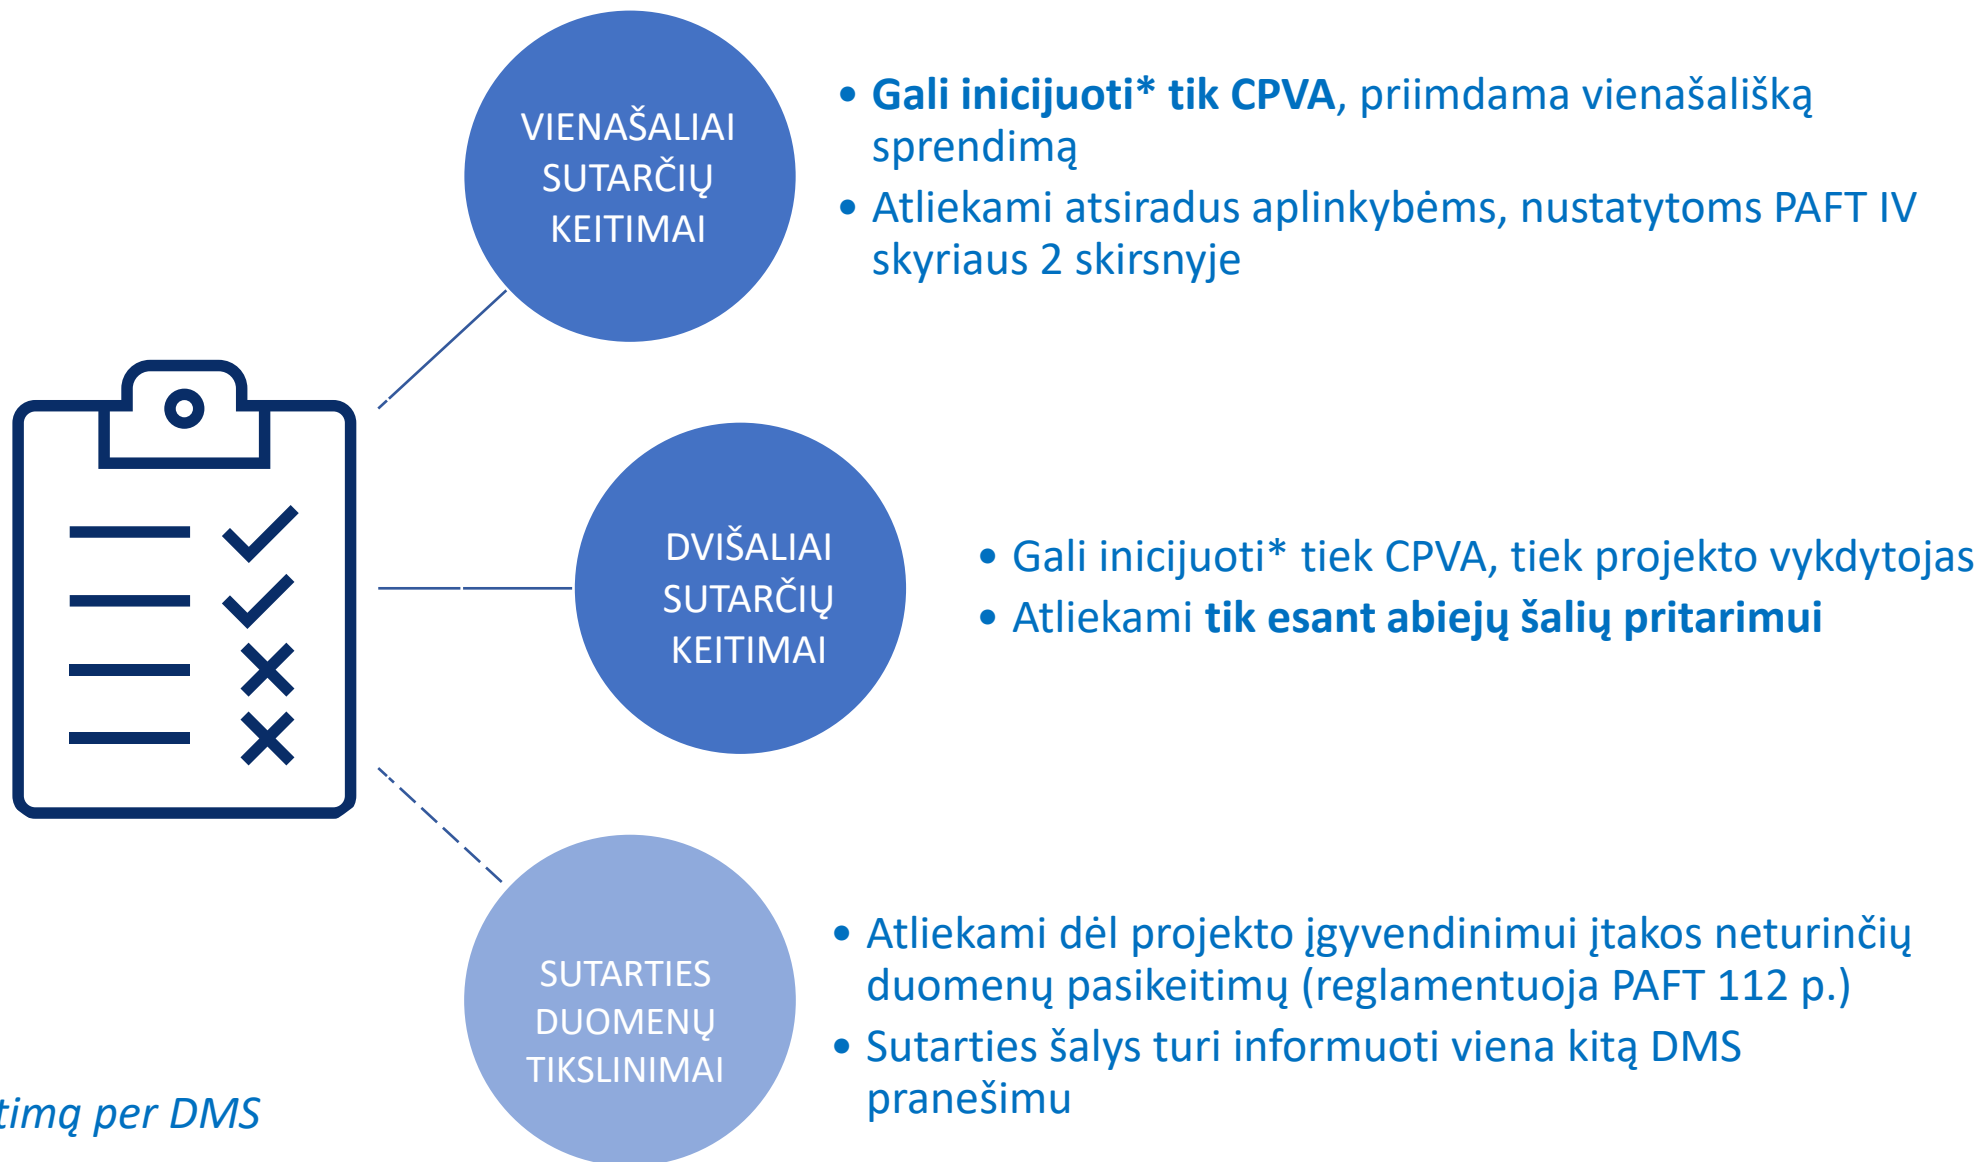 VIENAŠALIAI
SUTARČIŲ
KEITIMAI
• Gali inicijuoti* tik CPVA, priimdama vienašališką
sprendimą
• Atliekami atsiradus aplinkybėms, nustatytoms PAFT IV
skyriaus 2 skirsnyje
DVIŠALIAI
SUTARČIŲ
KEITIMAI
• Gali inicijuoti* tiek CPVA, tiek projekto vykdytojas
• Atliekami tik esant abiejų šalių pritarimui
SUTARTIES
DUOMENŲ
TIKSLINIMAI
• Atliekami dėl projekto įgyvendinimui įtakos neturinčių
duomenų pasikeitimų (reglamentuoja PAFT 112 p.)
• Sutarties šalys turi informuoti viena kitą DMS
pranešimu
per DMS